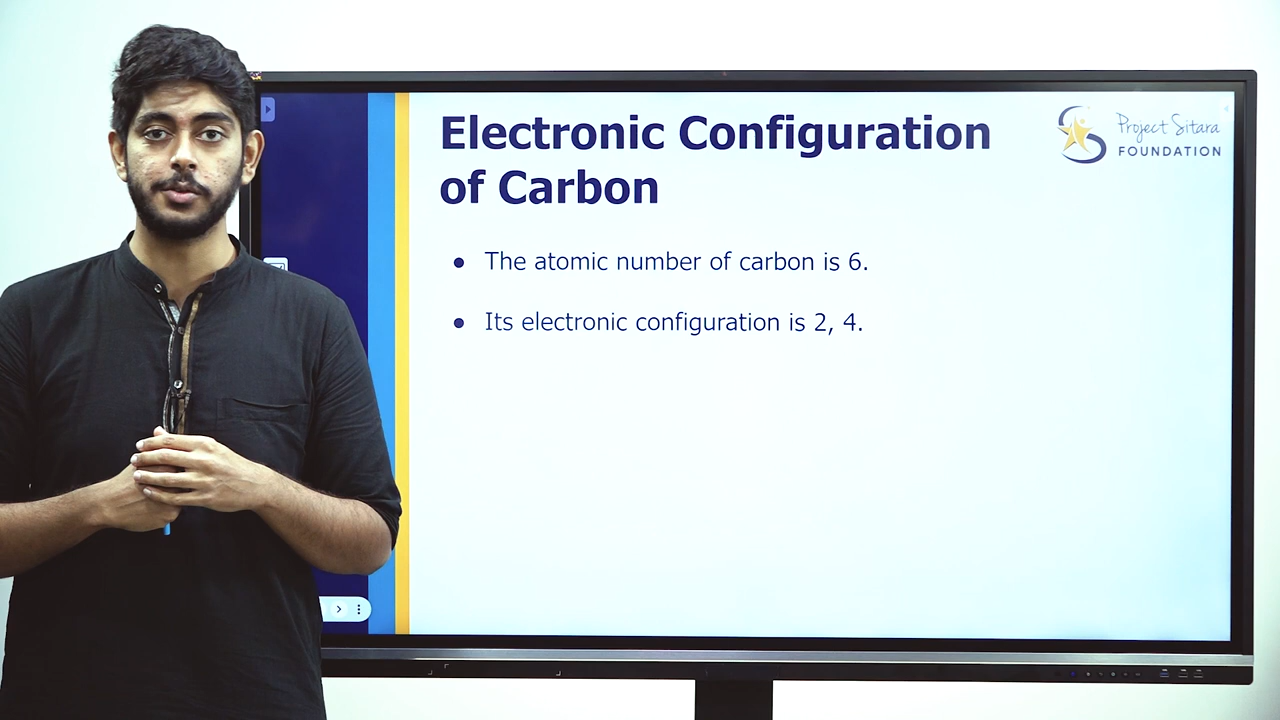 Electronic Configuration
of Carbon
Project Sitara
FOUNDATION
● The atomic number of carbon is 6.
● Its electronic configuration is 2, 4.